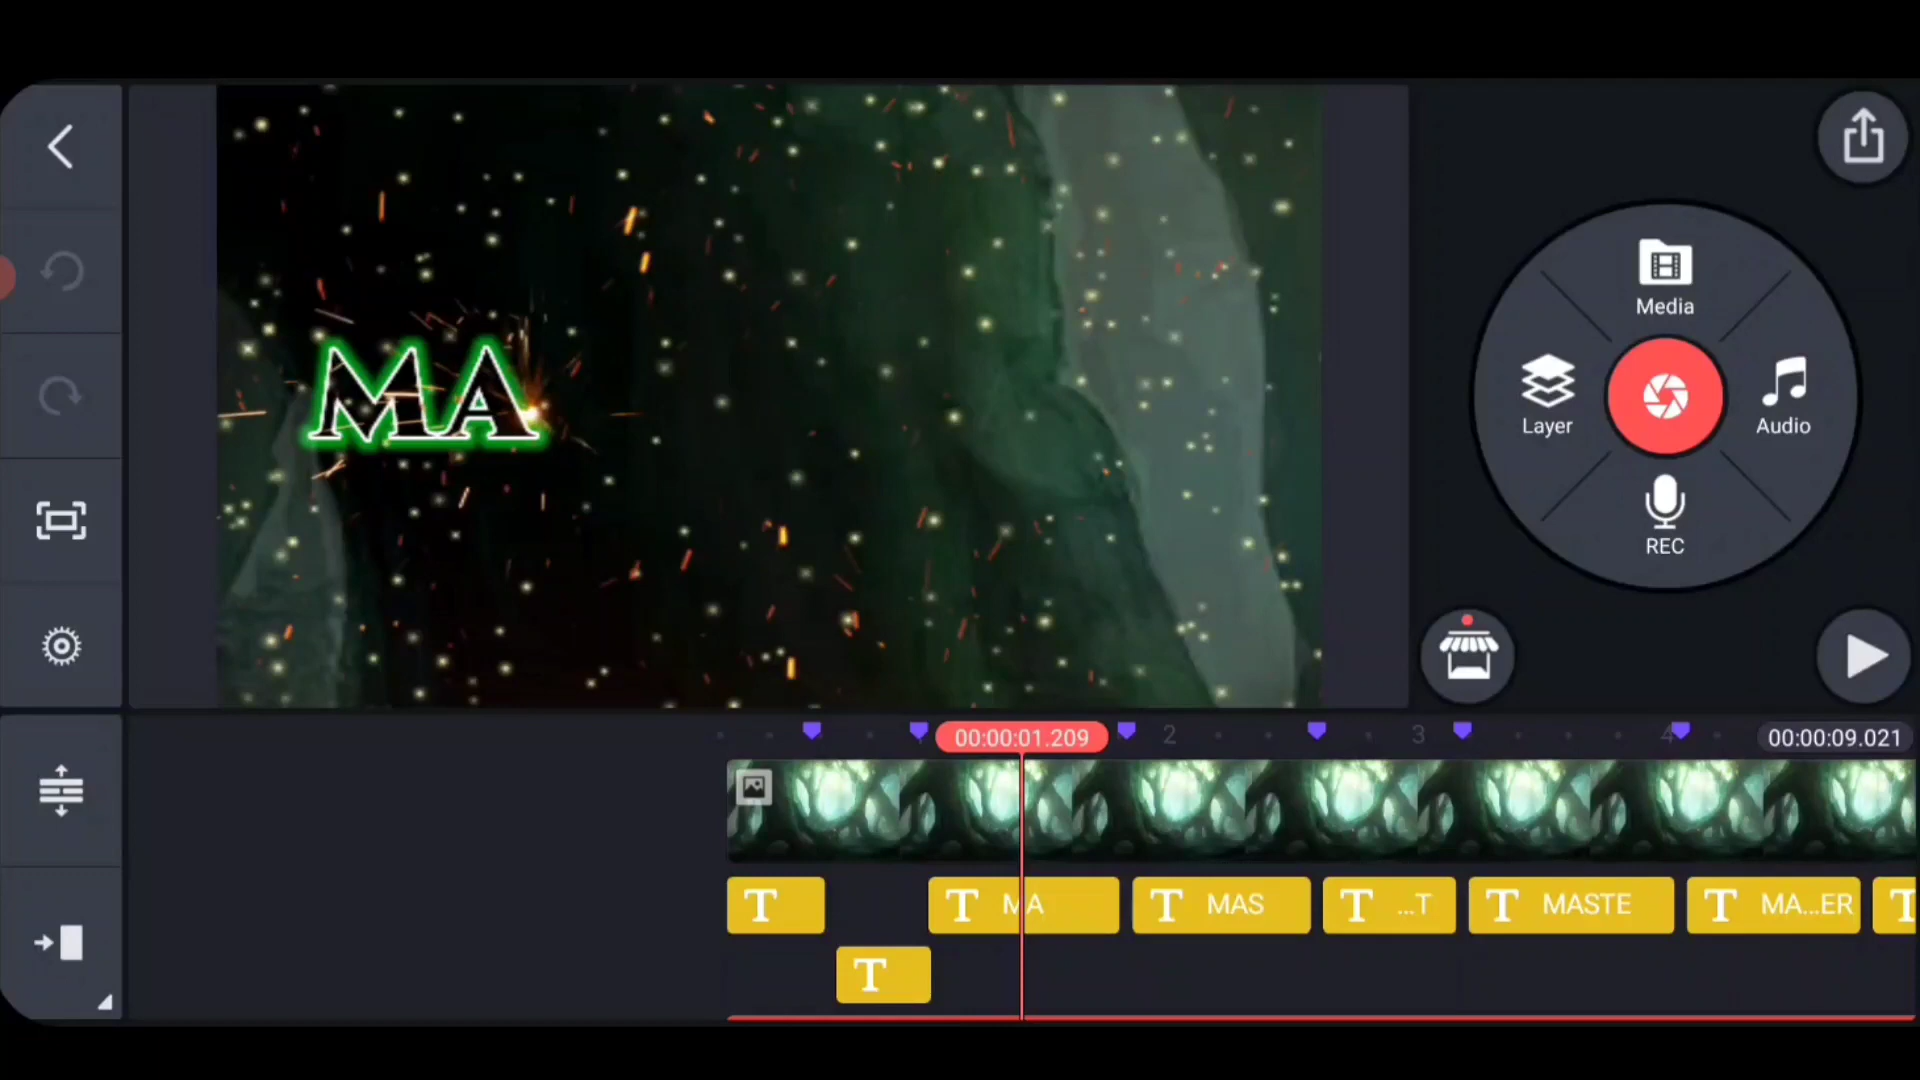 MA
Media
Layer
Audio
REC
00:00:01.209
2
3
4
00:00:09.021
T
T MA
T MAS
T ...T
T MASTE
T MA...ER
T
T